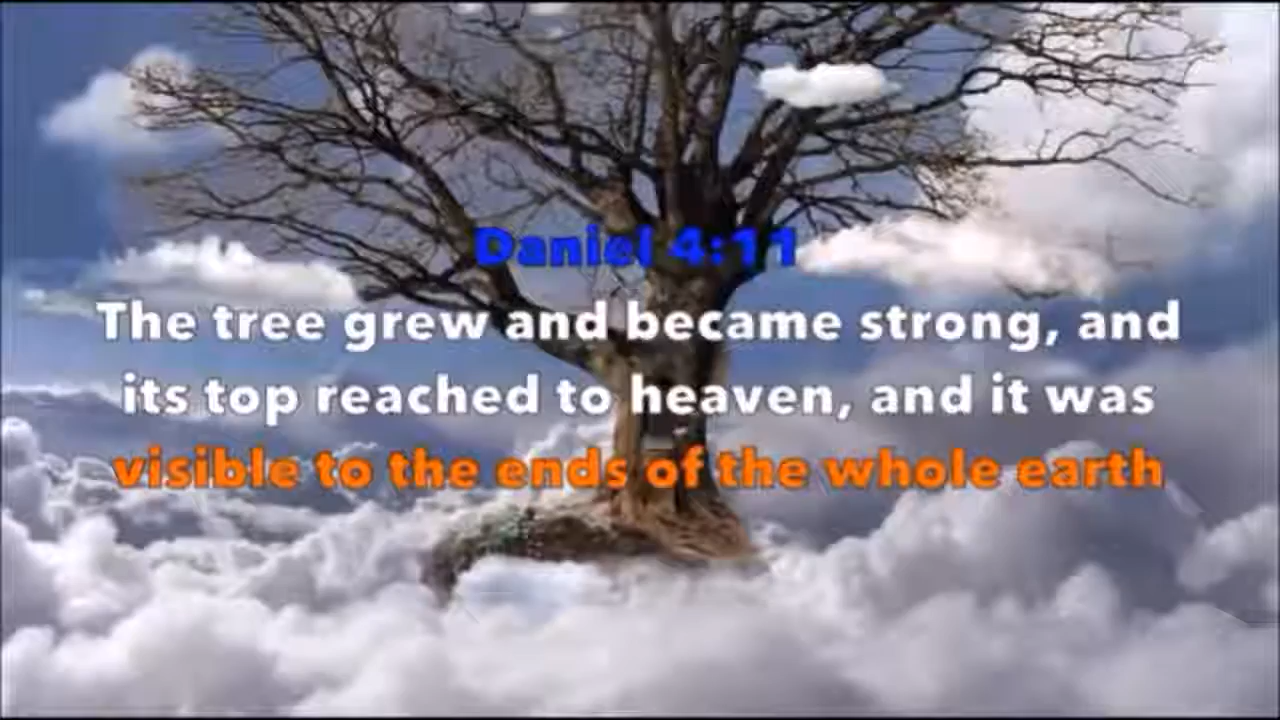 Daniel 4:11
The tree grew and became strong, and
its top reached to heaven, and it was
visible to the ends of the whole earth